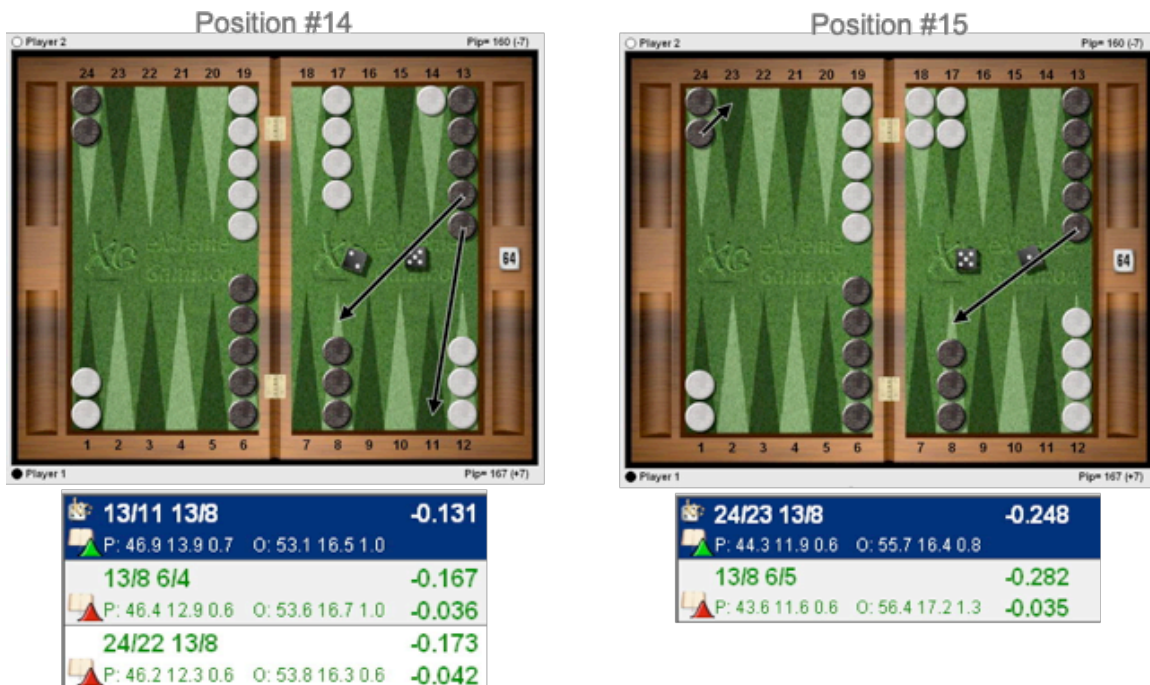 Position #14
Player 2
Pip= 160 (-7)
24 23 22 21 20 19 18 17 16 15 14 13
eXtreme
Gammon
64
1 2 3 4 5 6 7 8 9 10 11 12
Player 1
Pip= 167 (+7)
13/11 13/8 -0.131
P: 46.9 13.9 0.7 O: 53.1 16.5 1.0
13/8 6/4 -0.167
P: 46.4 12.9 0.6 O: 53.6 16.7 1.0 -0.036
24/22 13/8 -0.173
P: 46.2 12.3 0.6 O: 53.8 16.3 0.6 -0.042
Position #15
Player 2
Pip= 160 (-7)
24 23 22 21 20 19 18 17 16 15 14 13
eXtreme
Gammon
64
1 2 3 4 5 6 7 8 9 10 11 12
Player 1
Pip= 167 (+7)
24/23 13/8 -0.248
P: 44.3 11.9 0.6 O: 55.7 16.4 0.8
13/8 6/5 -0.282
P: 43.6 11.6 0.6 O: 56.4 17.2 1.3 -0.035